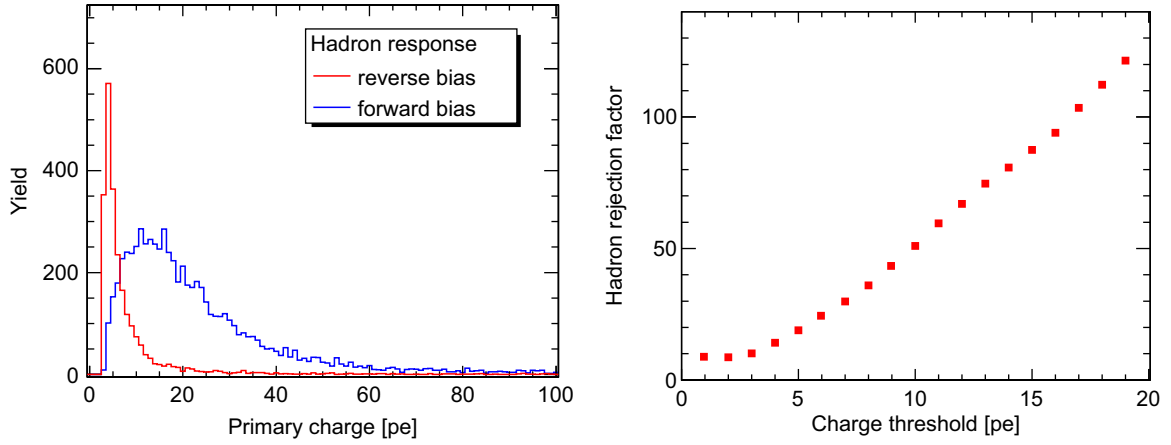 Hadron response
reverse bias
forward bias
Yield
600
400
200
0
0
20
40
60
80
100
Primary charge [pe]
Hadron rejection factor
100
50
0
0
5
10
15
20
Charge threshold [pe]